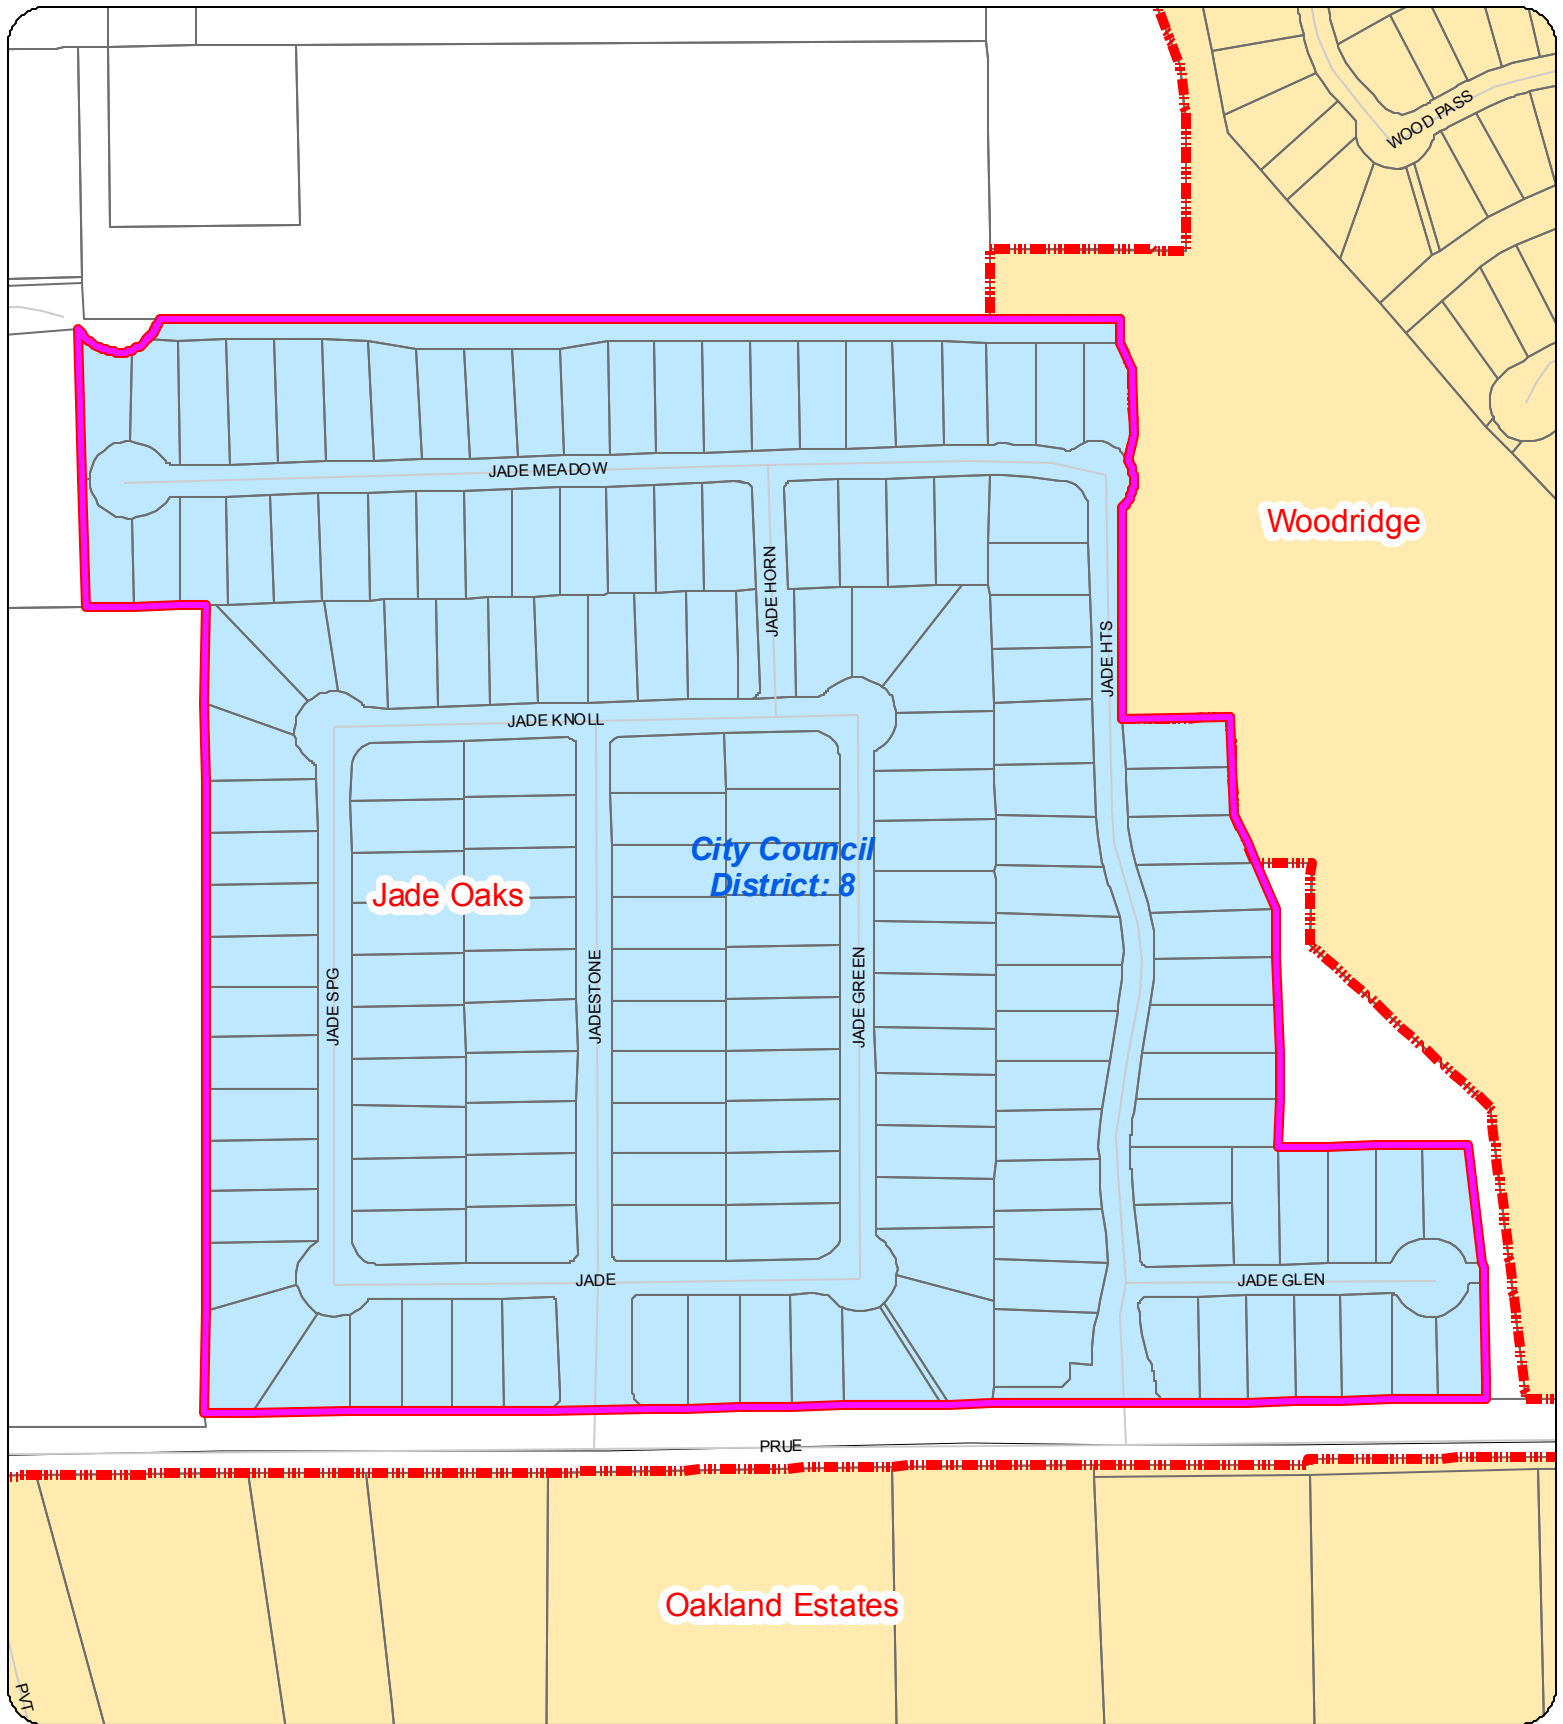 WOOD PASS
JADE MEADOW
Woodridge
JADE HORN
JADE HTS
JADE KNOLL
City Council
District: 8
Jade Oaks
JADE SPG
JADESTONE
JADE GREEN
JADE
JADE GLEN
PRUE
Oakland Estates
PVT